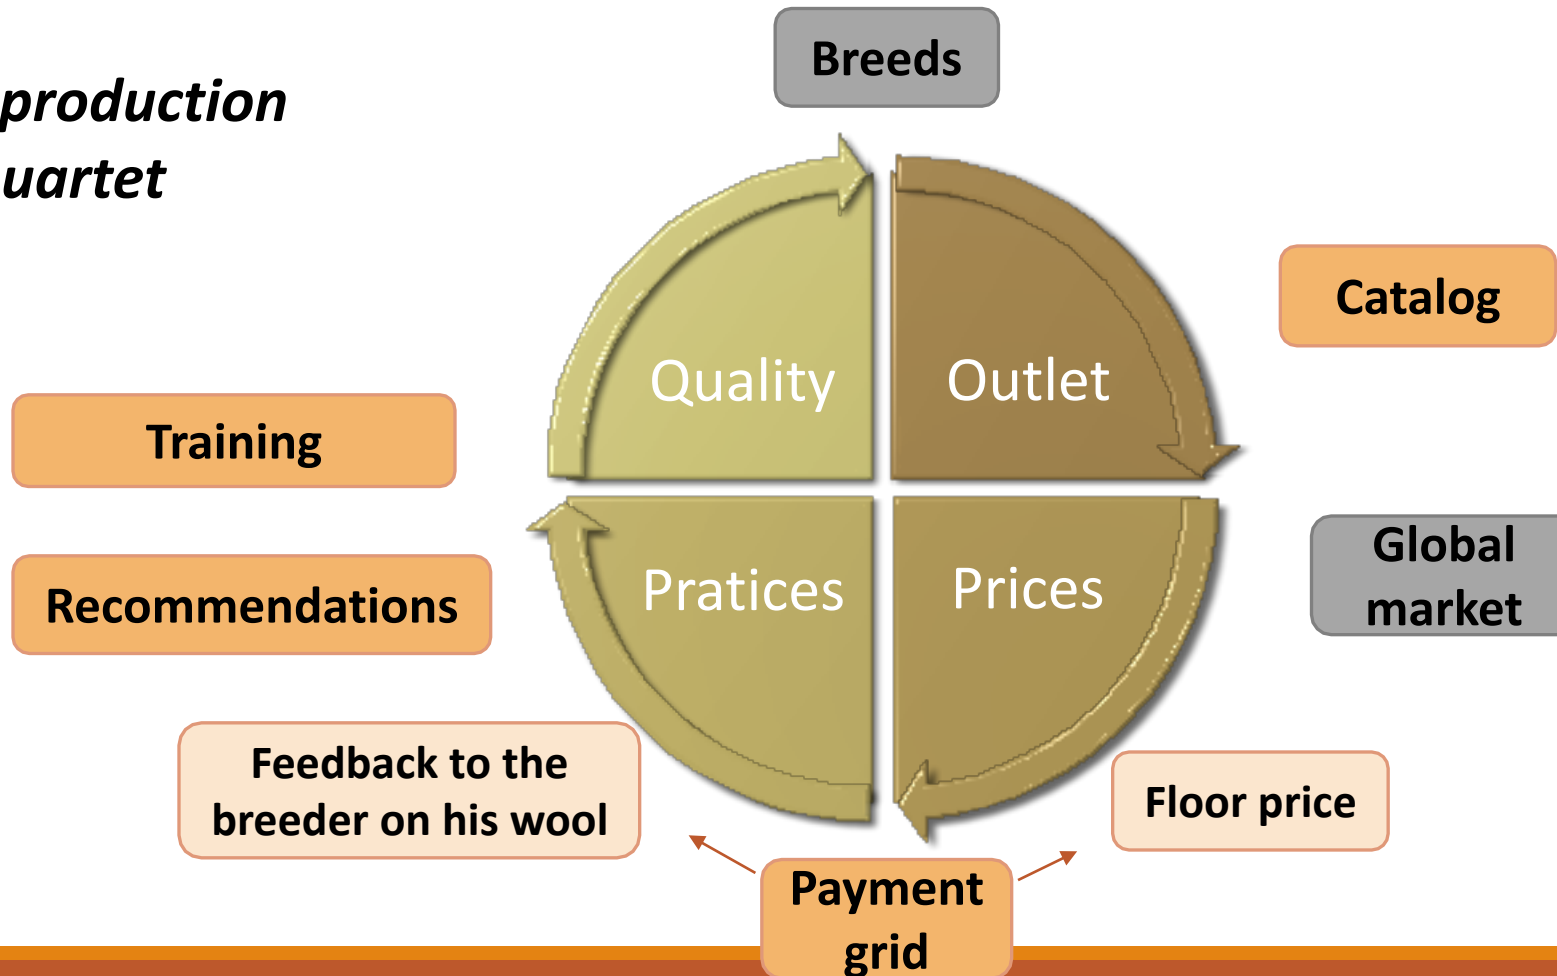 production
uartet
Breeds
Catalog
Quality
Outlet
Training
Global
market
Pratices
Prices
Recommendations
Feedback to the
breeder on his wool
Floor price
Payment
grid